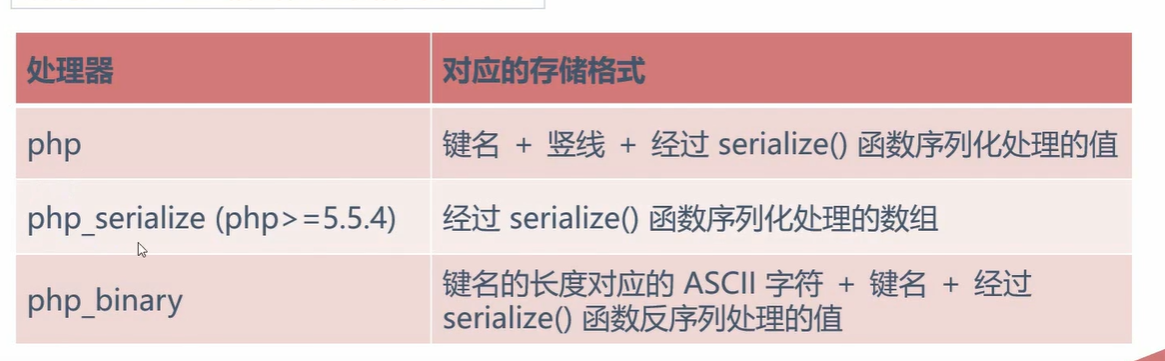 处理器 对应的存储格式
php 键名 + 竖线 + 经过 serialize() 函数序列化处理的值
php_serialize (php>=5.5.4) 经过 serialize() 函数序列化处理的数组
php_binary 键名的长度对应的 ASCII 字符 + 键名 + 经过
serialize() 函数反序列处理的值